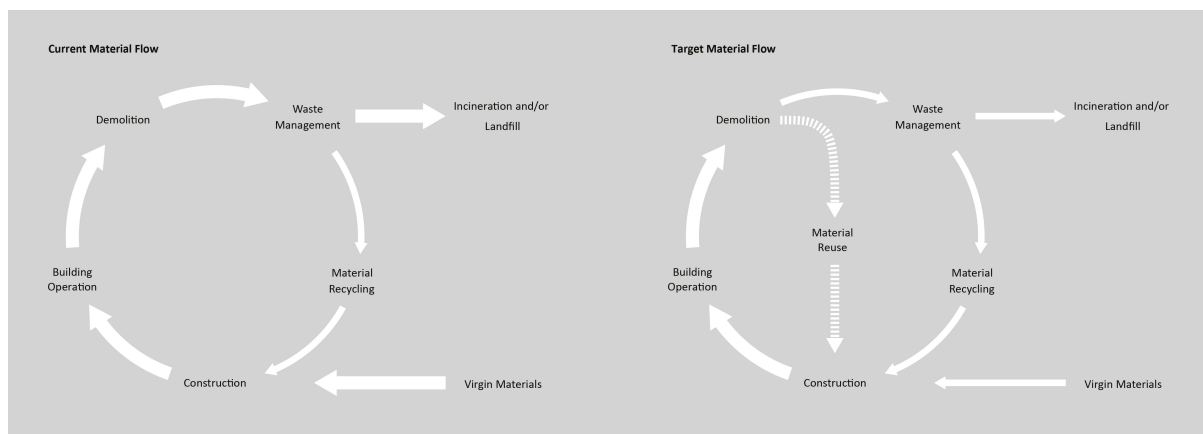 Current Material Flow
Demolition
Waste
Management
Incineration and/or
Landfill
Building
Operation
Material
Recycling
Construction
Virgin Materials
Target Material Flow
Demolition
Waste
Management
Incineration and/or
Landfill
Material
Reuse
Building
Operation
Material
Recycling
Construction
Virgin Materials